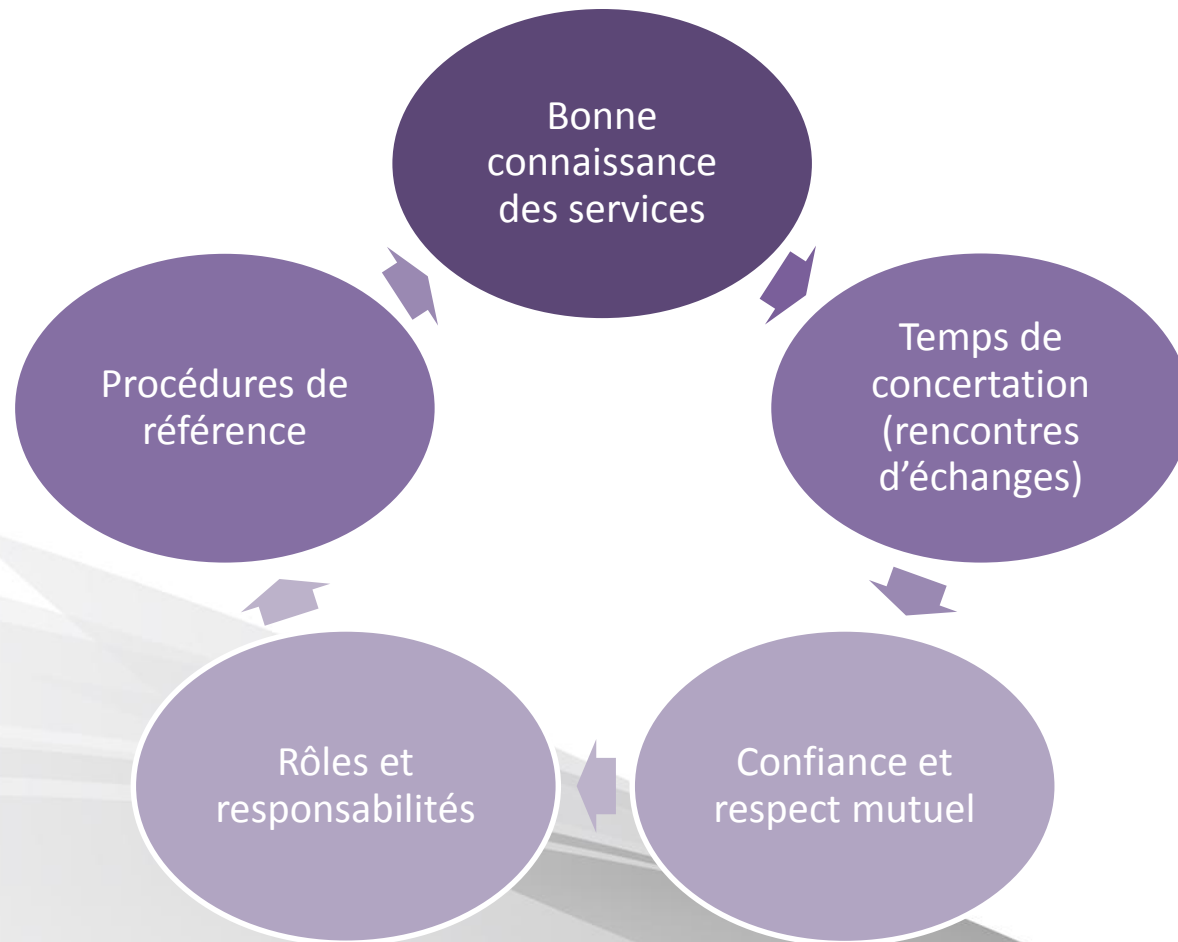 Bonne
connaissance
des services
Temps de
concertation
(rencontres
d’échanges)
Confiance et
respect mutuel
Rôles et
responsabilités
Procédures de
référence